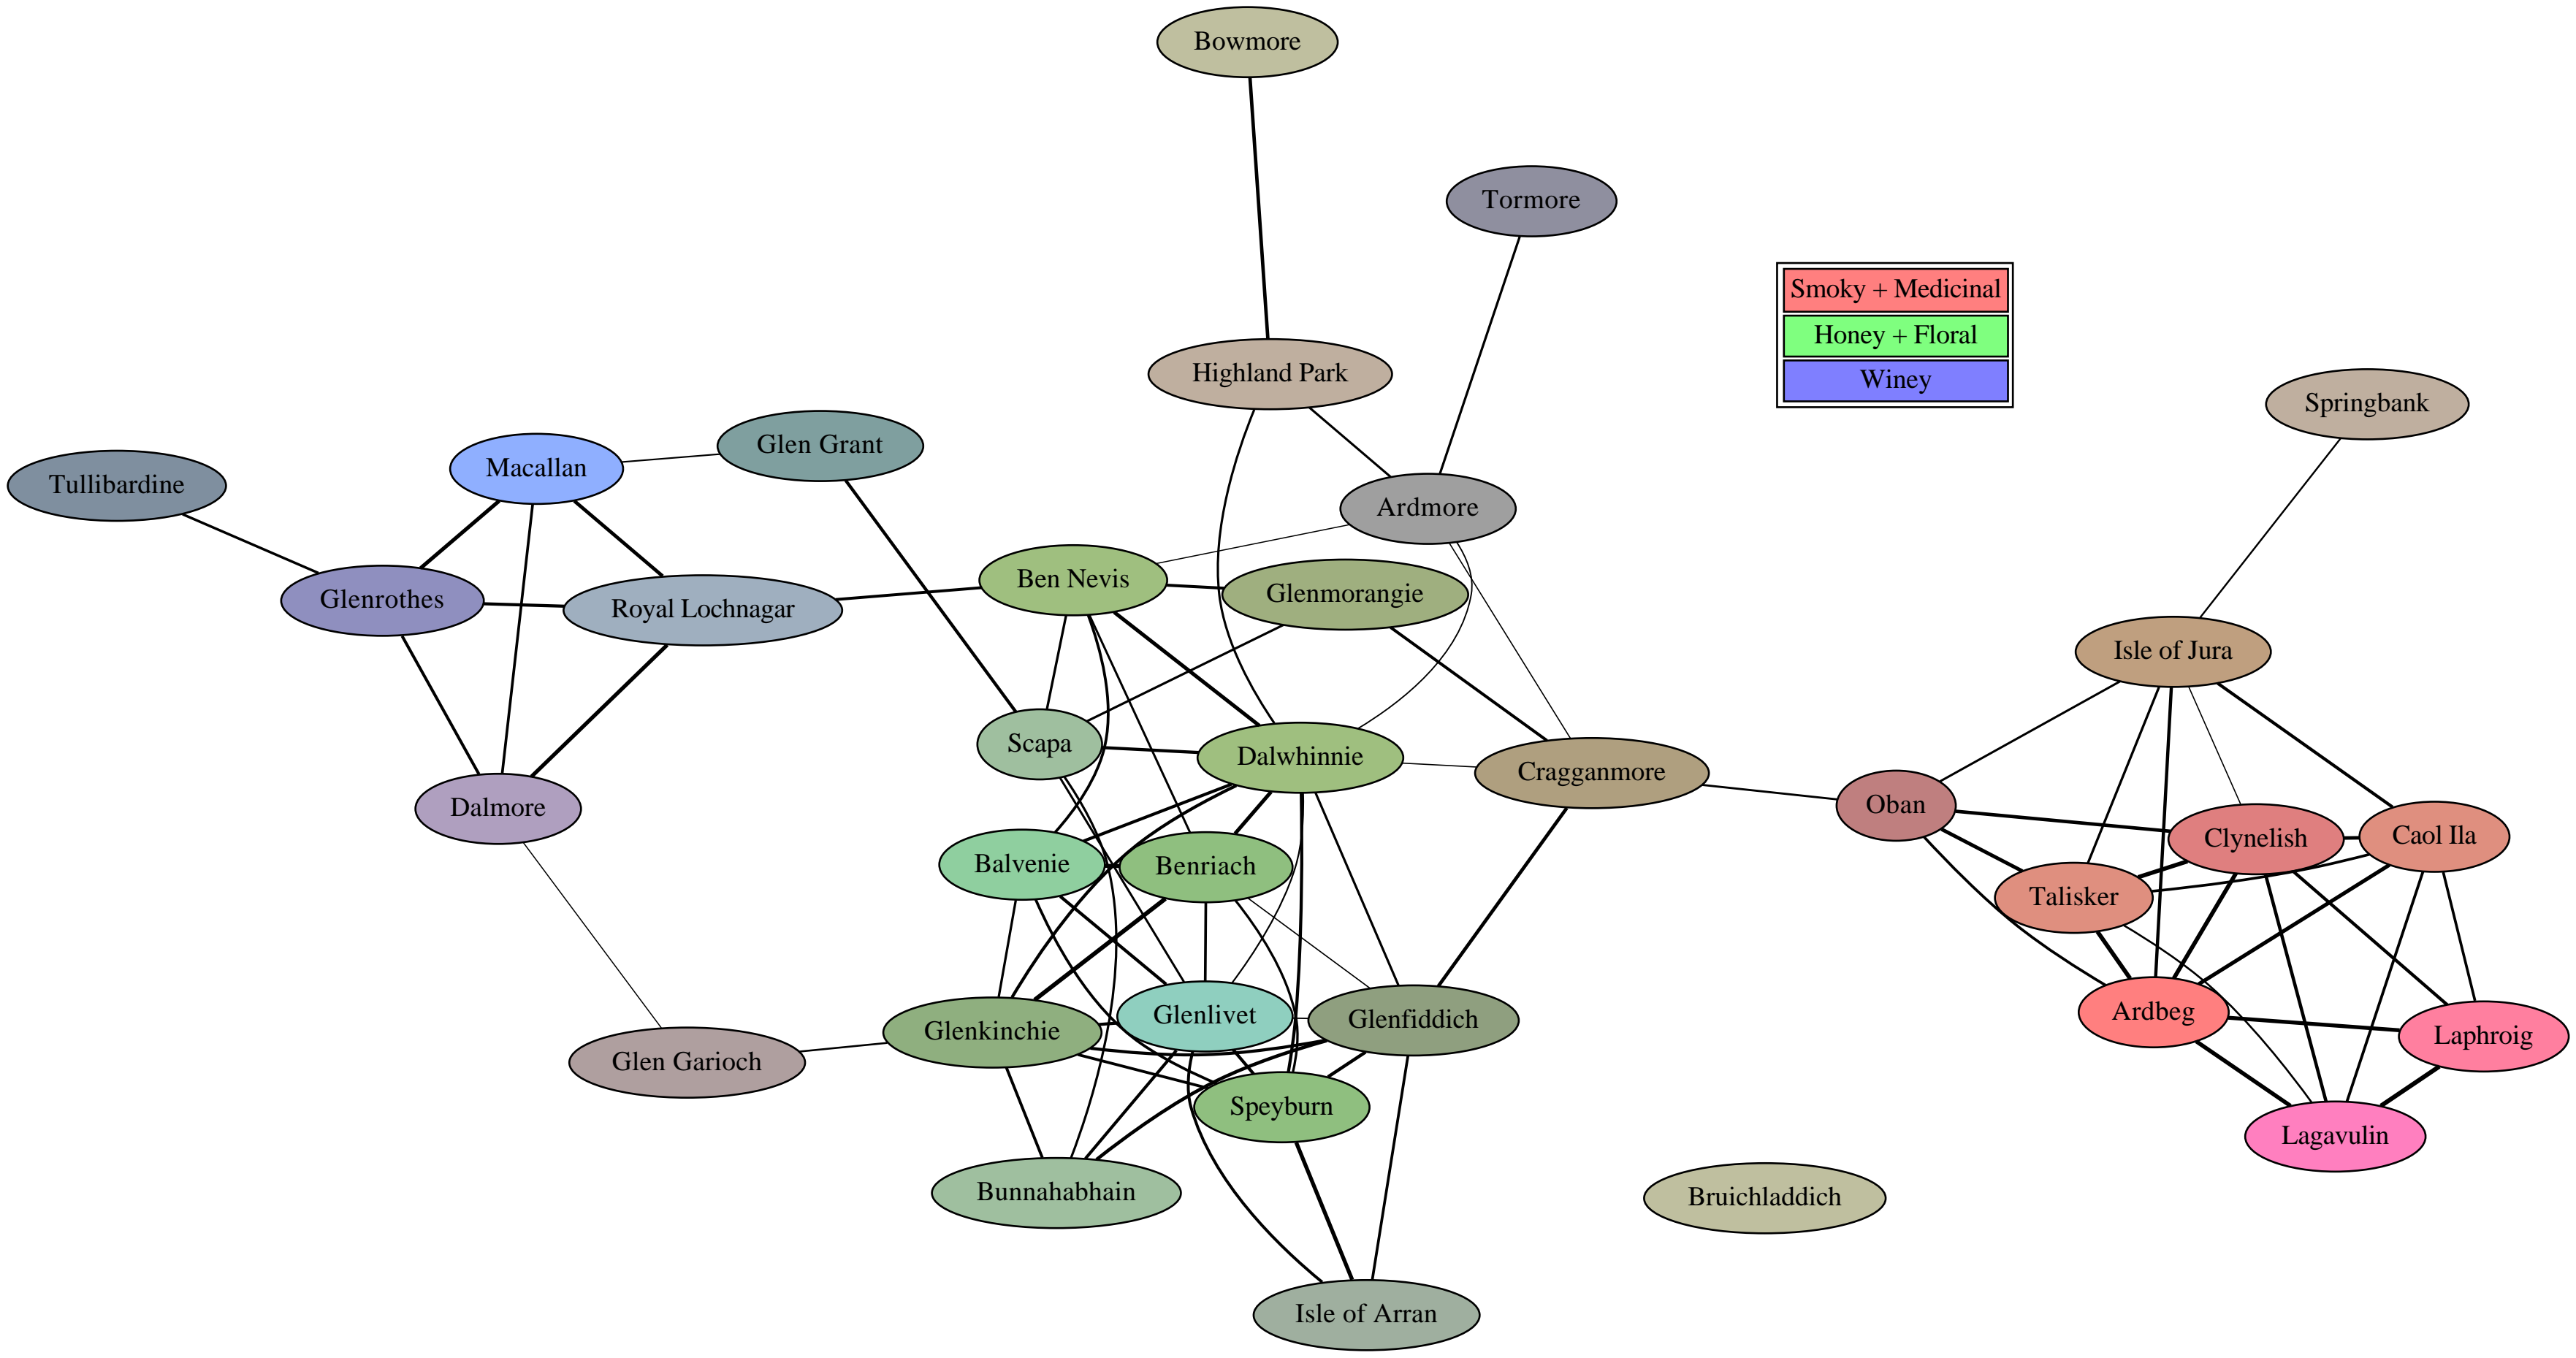 Bowmore
Tormore
Smoky + Medicinal
Honey + Floral
Winey
Highland Park
Springbank
Glen Grant
Macallan
Tullibardine
Ardmore
Ben Nevis
Glenmorangie
Glenrothes
Royal Lochnagar
Isle of Jura
Scapa
Dalwhinnie
Cragganmore
Oban
Dalmore
Clynelish
Caol Ila
Balvenie
Benriach
Talisker
Glenkinchie
Glenlivet
Glenfiddich
Ardbeg
Laphroig
Glen Garioch
Speyburn
Lagavulin
Bunnahabhain
Bruichladdich
Isle of Arran